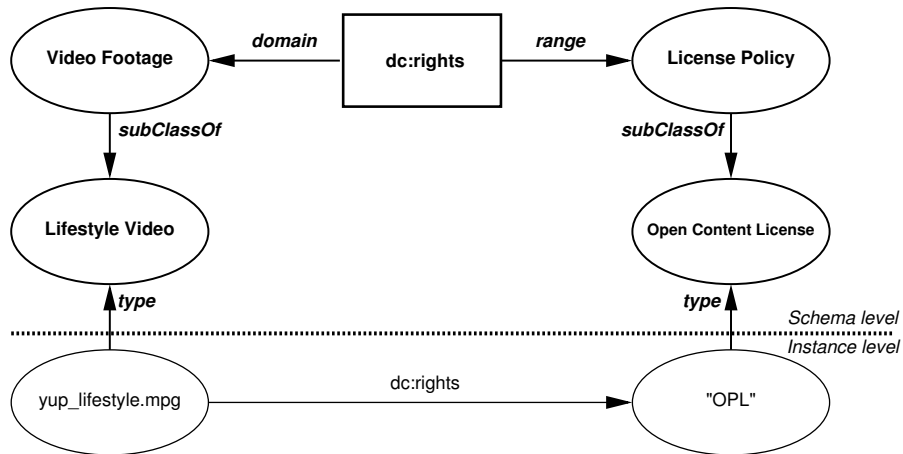 domain
range
Video Footage
dc:rights
License Policy
subClassOf
subClassOf
Lifestyle Video
Open Content License
type
type
Schema level
Instance level
yup_lifestyle.mpg
dc:rights
"OPL"